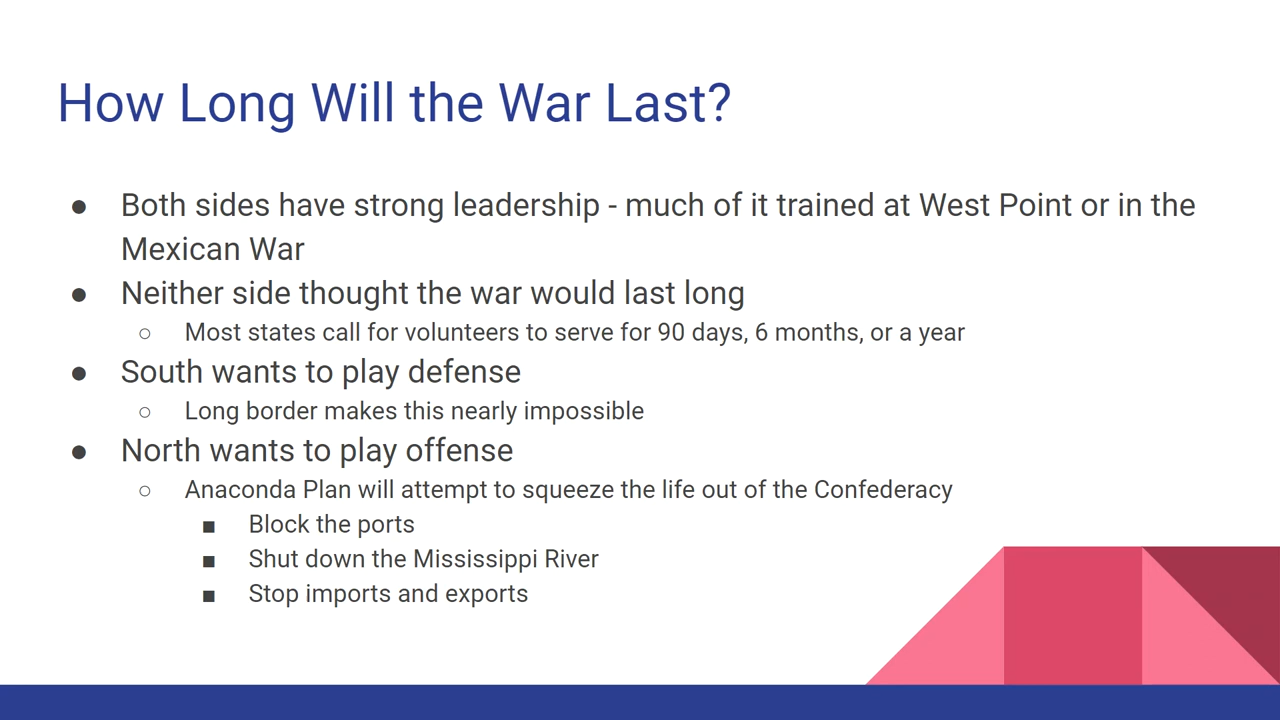 How Long Will the War Last?
● Both sides have strong leadership - much of it trained at West Point or in the
Mexican War
● Neither side thought the war would last long
○ Most states call for volunteers to serve for 90 days, 6 months, or a year
● South wants to play defense
○ Long border makes this nearly impossible
● North wants to play offense
○ Anaconda Plan will attempt to squeeze the life out of the Confederacy
■ Block the ports
■ Shut down the Mississippi River
■ Stop imports and exports